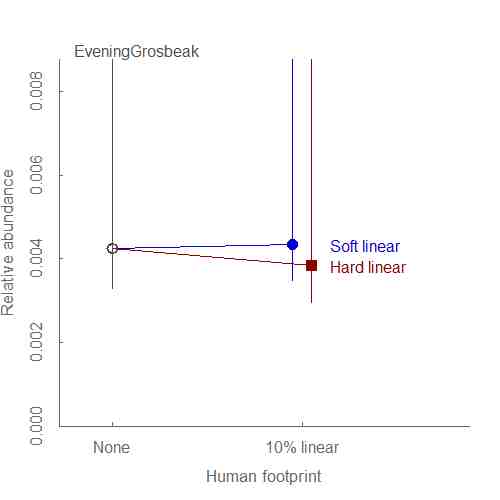 EveningGrosbeak
Relative abundance
0.008
0.006
0.004
0.002
0.000
Soft linear
Hard linear
None
10% linear
Human footprint